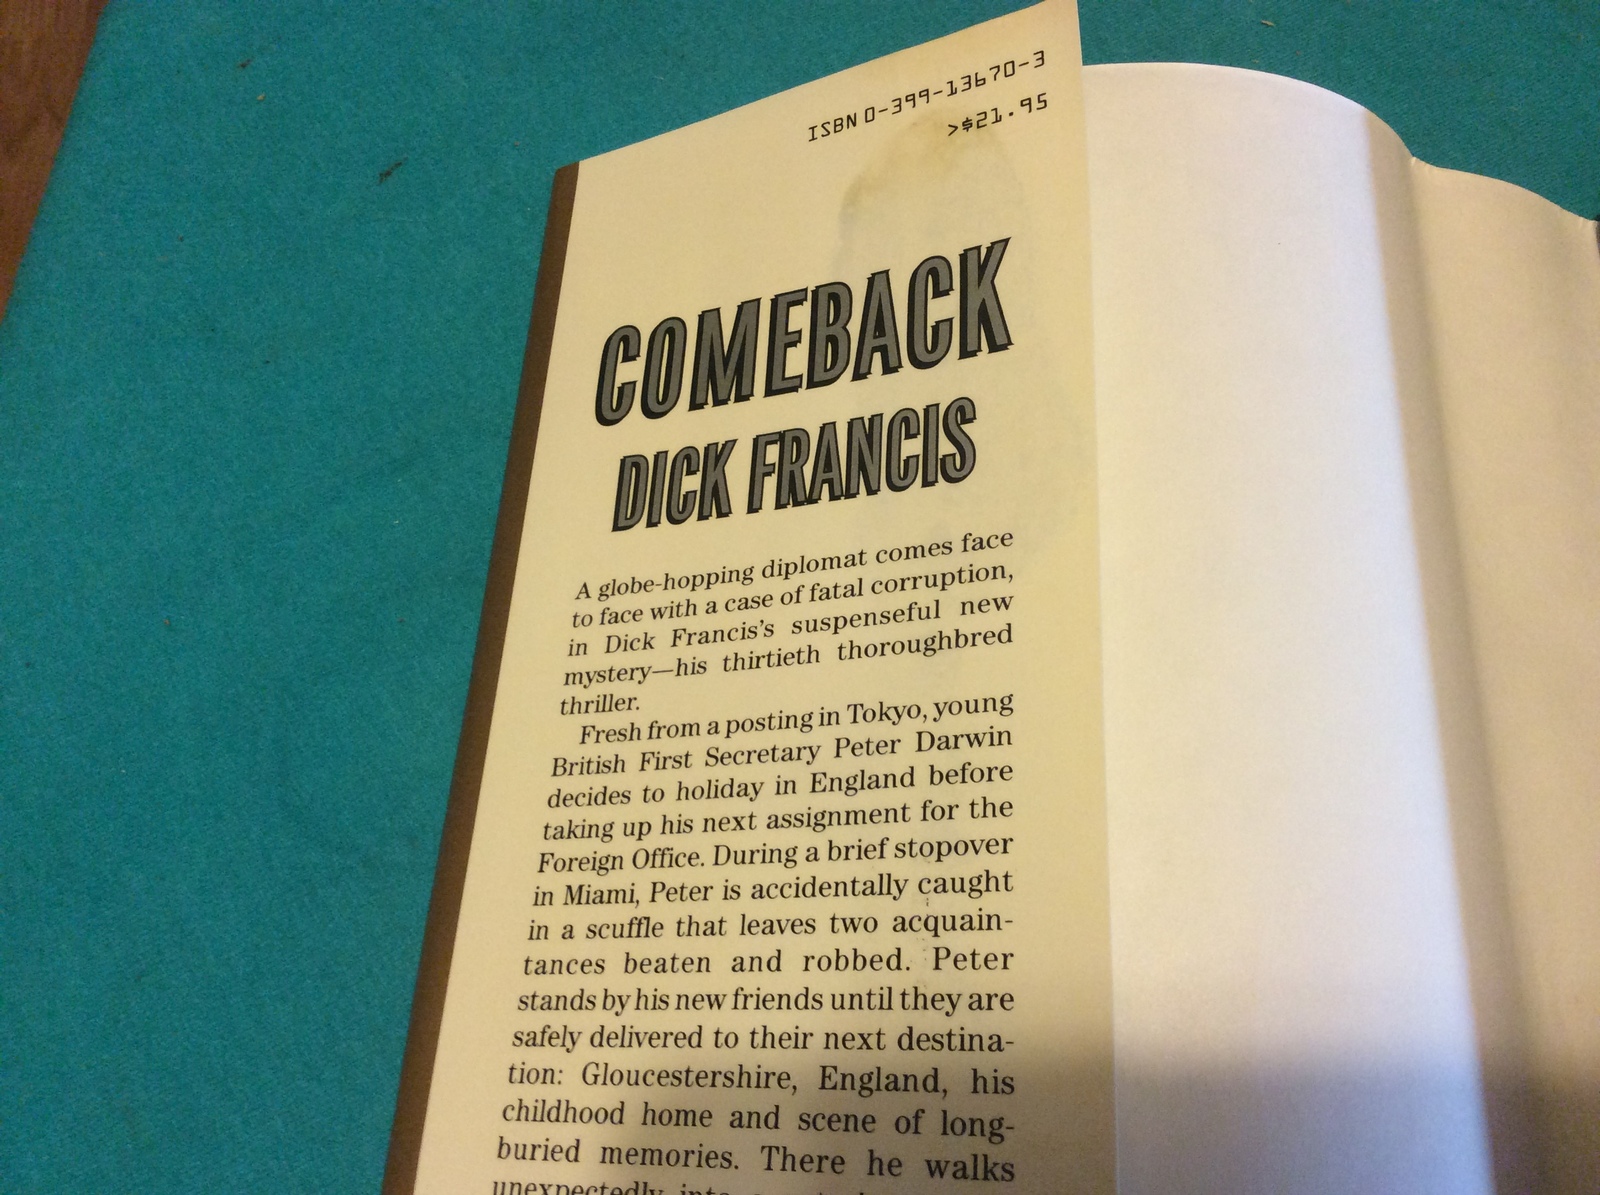 ISBN 0-399-13670-3
>$21.95
COMEBACK
DICK FRANCIS
A globe-hopping diplomat comes face
to face with a case of fatal corruption,
in Dick Francis's suspenseful new
mystery—his thirtieth thoroughbred
thriller.
Fresh from a posting in Tokyo, young
British First Secretary Peter Darwin
decides to holiday in England before
taking up his next assignment for the
Foreign Office. During a brief stopover
in Miami, Peter is accidentally caught
in a scuffle that leaves two acquain-
tances beaten and robbed. Peter
stands by his new friends until they are
safely delivered to their next destina-
tion: Gloucestershire, England, his
childhood home and scene of long-
buried memories. There he walks
unexpectedly into